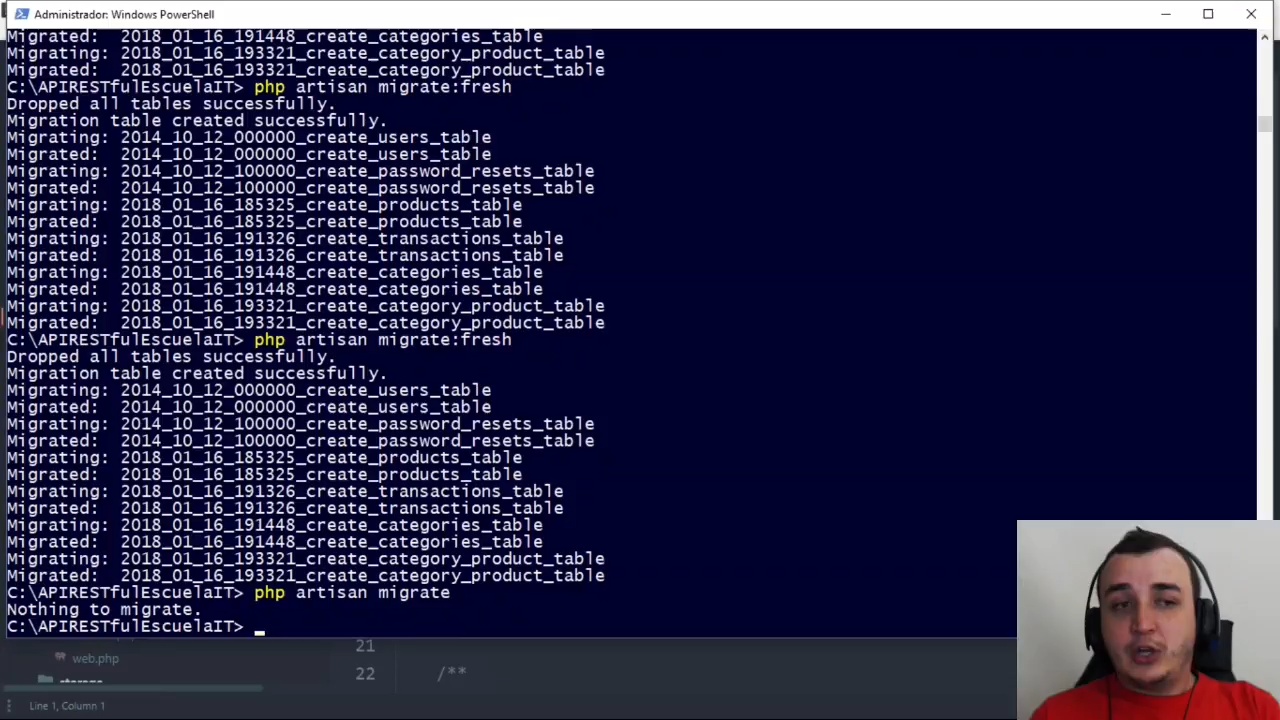 Administrador: Windows PowerShell
Migrated:  2018_01_16_191448_create_categories_table
Migrating: 2018_01_16_193321_create_category_product_table
Migrated:  2018_01_16_193321_create_category_product_table
C:\APIRESTfulEscuelaIT> php artisan migrate:fresh
Dropped all tables successfully.
Migration table created successfully.
Migrating: 2014_10_12_000000_create_users_table
Migrated:  2014_10_12_000000_create_users_table
Migrating: 2014_10_12_100000_create_password_resets_table
Migrated:  2014_10_12_100000_create_password_resets_table
Migrating: 2018_01_16_185325_create_products_table
Migrated:  2018_01_16_185325_create_products_table
Migrating: 2018_01_16_191326_create_transactions_table
Migrated:  2018_01_16_191326_create_transactions_table
Migrating: 2018_01_16_191448_create_categories_table
Migrated:  2018_01_16_191448_create_categories_table
Migrating: 2018_01_16_193321_create_category_product_table
Migrated:  2018_01_16_193321_create_category_product_table
C:\APIRESTfulEscuelaIT> php artisan migrate:fresh
Dropped all tables successfully.
Migration table created successfully.
Migrating: 2014_10_12_000000_create_users_table
Migrated:  2014_10_12_000000_create_users_table
Migrating: 2014_10_12_100000_create_password_resets_table
Migrated:  2014_10_12_100000_create_password_resets_table
Migrating: 2018_01_16_185325_create_products_table
Migrated:  2018_01_16_185325_create_products_table
Migrating: 2018_01_16_191326_create_transactions_table
Migrated:  2018_01_16_191326_create_transactions_table
Migrating: 2018_01_16_191448_create_categories_table
Migrated:  2018_01_16_191448_create_categories_table
Migrating: 2018_01_16_193321_create_category_product_table
Migrated:  2018_01_16_193321_create_category_product_table
C:\APIRESTfulEscuelaIT> php artisan migrate
Nothing to migrate.
C:\APIRESTfulEscuelaIT> _
21
web.php
22 /**
Line 1, Column 1